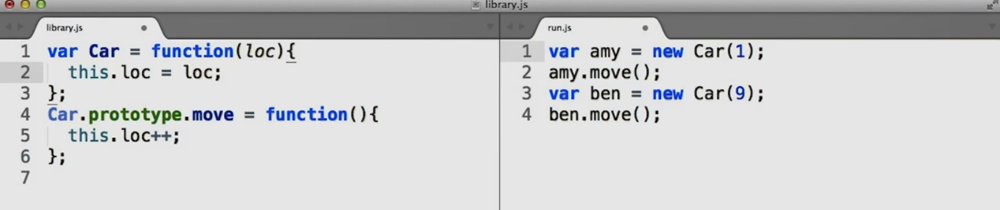 library.js
library.js
1 var Car = function(loc){
2   this.loc = loc;
3 };
4 Car.prototype.move = function(){
5   this.loc++;
6 };
7
run.js
1 var amy = new Car(1);
2 amy.move();
3 var ben = new Car(9);
4 ben.move();